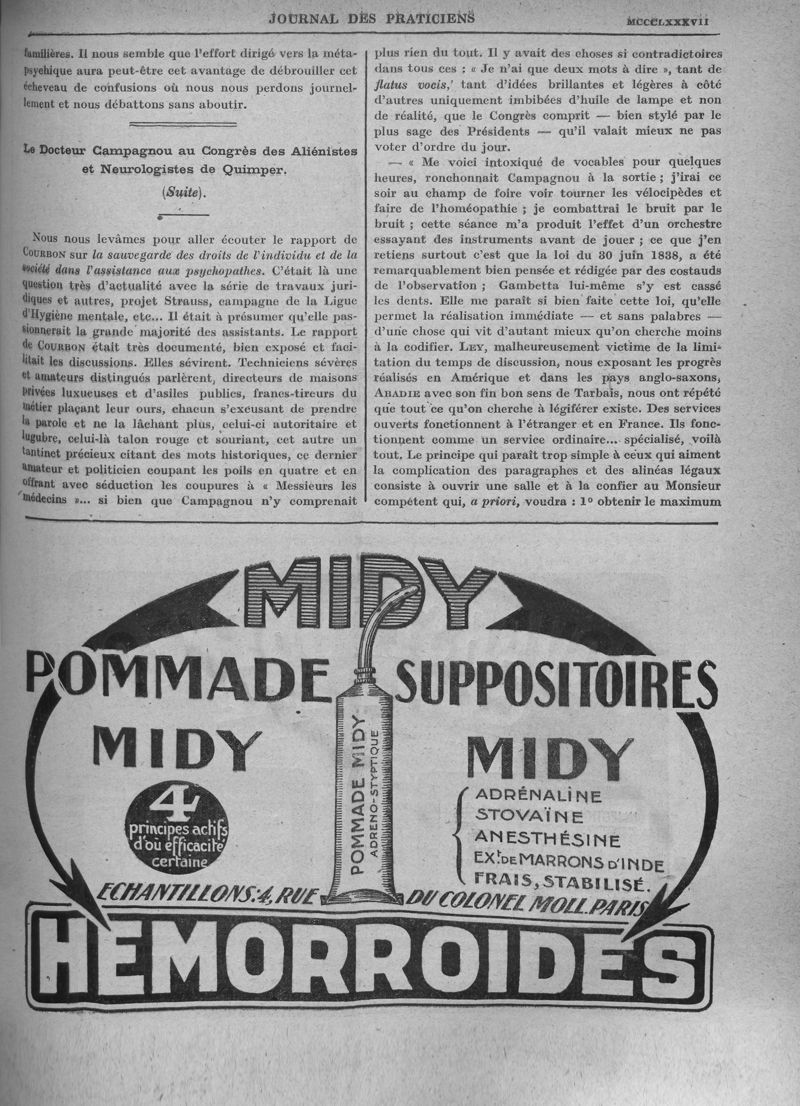 JOURNAL DES PRATICIENS
MCCCLXXXVII
familières. Il nous semble que l'effort dirigé vers la méta-
psychique aura peut-être cet avantage de débrouiller cet
écheveau de confusions où nous nous perdons journel-
lement et nous débattons sans aboutir.
Le Docteur Campagnou au Congrès des Aliénistes
et Neurologistes de Quimper.
(Suite).
Nous nous levâmes pour aller écouter le rapport de
COURBON sur la sauvegarde des droits de l'individu et de la
société dans l'assistance aux psychopathes. C'était là une
question très d'actualité avec la série de travaux juri-
diques et autres, projet Strauss, campagne de la Ligue
d'Hygiène mentale, etc... Il était à présumer qu'elle pas-
sionnerait la grande majorité des assistants. Le rapport
de COURBON était très documenté, bien exposé et faci-
litait les discussions. Elles sévirent. Techniciens sévères
et amateurs distingués parlèrent, directeurs de maisons
privées luxueuses et d'asiles publics, francs-tireurs du
métier plaçant leur ours, chacun s'excusant de prendre
la parole et ne la lâchant plus, celui-ci autoritaire et
lugubre, celui-là talon rouge et souriant, cet autre un
tantinet précieux citant des mots historiques, ce dernier
amateur et politicien coupant les poils en quatre et en
offrant avec séduction les coupures à « Messieurs les
médecins »... si bien que Campagnou n'y comprenait
plus rien du tout. Il y avait des choses si contradictoires
dans tous ces : « Je n'ai que deux mots à dire », tant de
flatus vocis, tant d'idées brillantes et légères à côté
d'autres uniquement imbibées d'huile de lampe et non
de réalité, que le Congrès comprit — bien stylé par le
plus sage des Présidents — qu'il valait mieux ne pas
voter d'ordre du jour.
— « Me voici intoxiqué de vocables pour quelques
heures, ronchonnait Campagnou à la sortie ; j'irai ce
soir au champ de foire voir tourner les vélocipèdes et
faire de l'homéopathie ; je combattrai le bruit par le
bruit ; cette séance m'a produit l'effet d'un orchestre
essayant des instruments avant de jouer ; ce que j'en
retiens surtout c'est que la loi du 30 juin 1838, a été
remarquablement bien pensée et rédigée par des costauds
de l'observation ; Gambetta lui-même s'y est cassé
les dents. Elle me paraît si bien faite cette loi, qu'elle
permet la réalisation immédiate — et sans palabres —
d'une chose qui vit d'autant mieux qu'on cherche moins
à la codifier. LEY, malheureusement victime de la limi-
tation du temps de discussion, nous exposant les progrès
réalisés en Amérique et dans les pays anglo-saxons,
ABADIE avec son fin bon sens de Tarbais, nous ont répété
que tout ce qu'on cherche à légiférer existe. Des services
ouverts fonctionnent à l'étranger et en France. Ils fonc-
tionnent comme un service ordinaire... spécialisé, voilà
tout. Le principe qui paraît trop simple à ceux qui aiment
la complication des paragraphes et des alinéas légaux
consiste à ouvrir une salle et à la confier au Monsieur
compétent qui, a priori, voudra : 1º obtenir le maximum
MIDY
POMMADE
MIDY
4
principes actifs
d'où efficacité
certaine
POMMADE MIDY
ADRENO-STYPTIQUE
SUPPOSITOIRES
MIDY
ADRÉNALINE
STOVAÏNE
ANESTHÉSINE
EXt. DE MARRONS D'INDE
FRAIS, STABILISÉ.
ECHANTILLONS: 4, RUE DU COLONEL MOLL. PARIS
HEMORROIDES